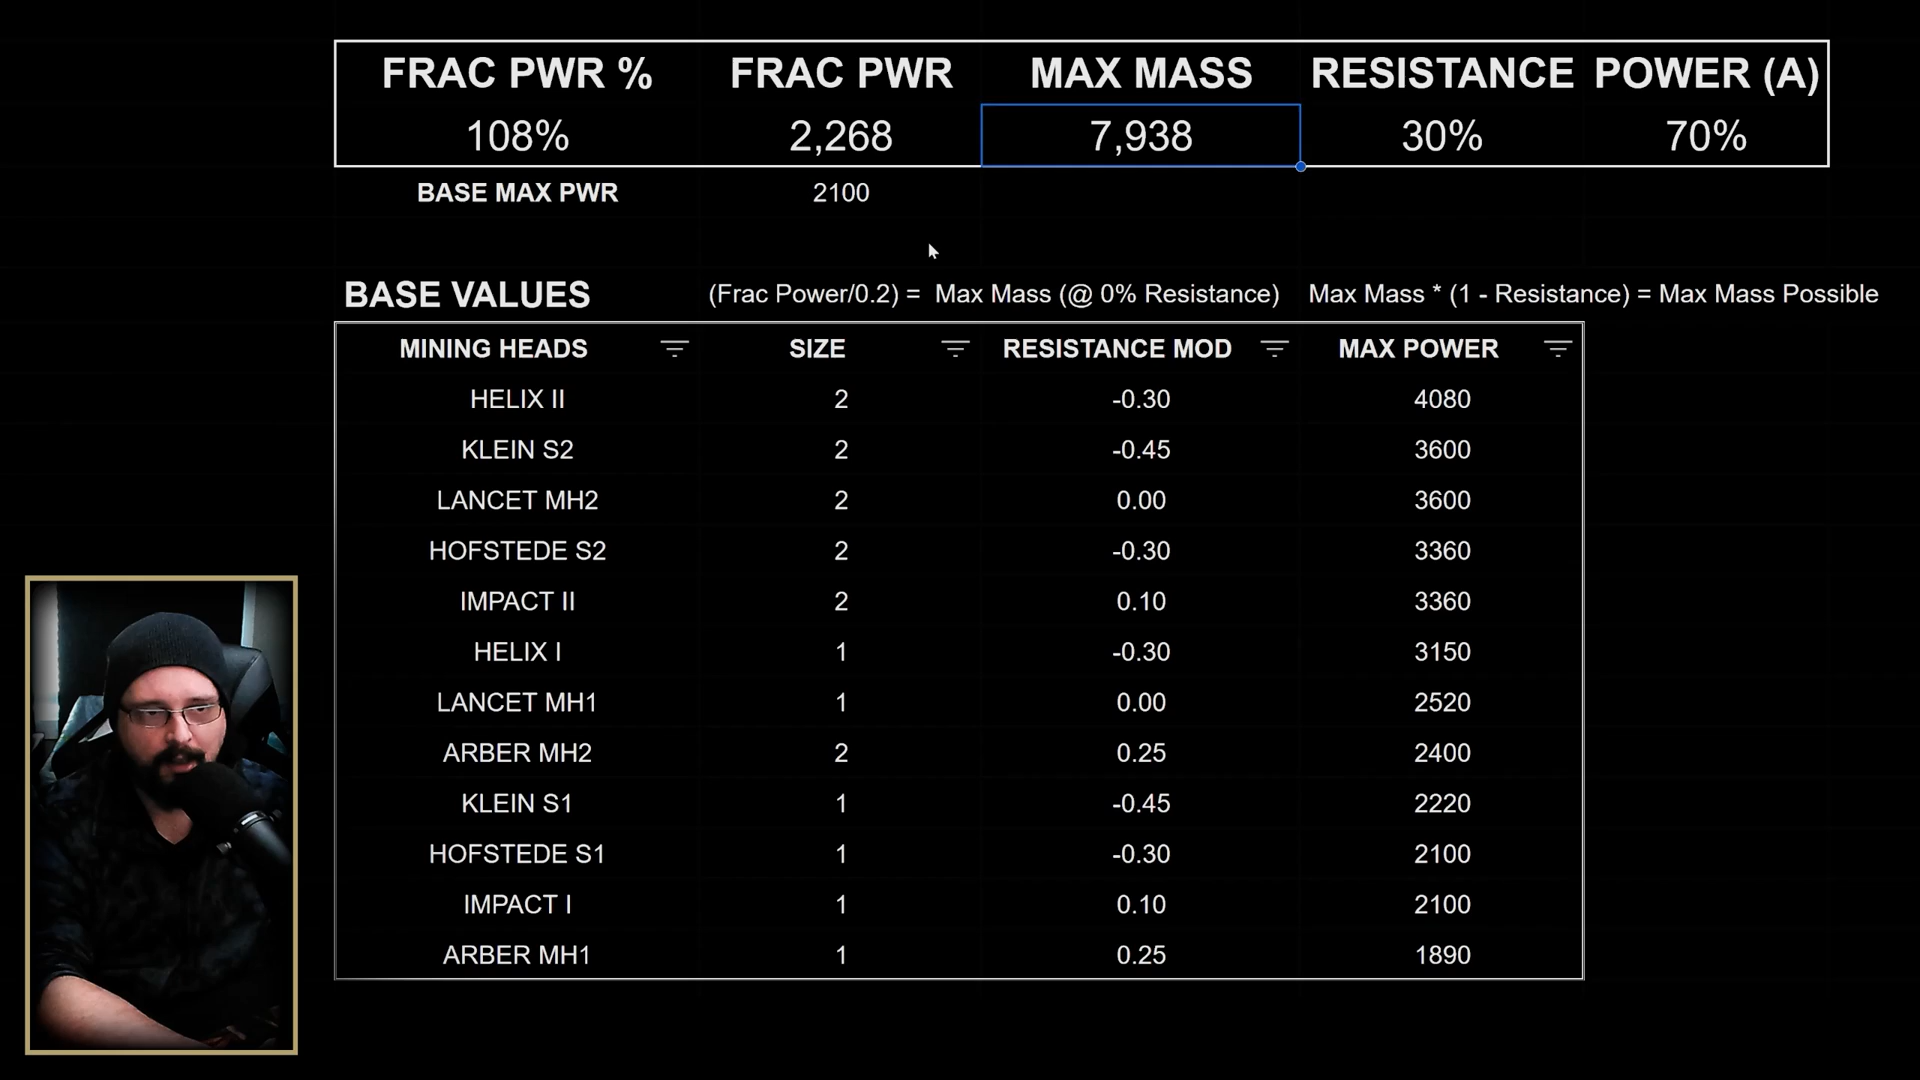 FRAC PWR % FRAC PWR MAX MASS RESISTANCE POWER (A)
108% 2,268 7,938 30% 70%
BASE MAX PWR 2100
BASE VALUES (Frac Power/0.2) = Max Mass (@ 0% Resistance) Max Mass * (1 - Resistance) = Max Mass Possible
MINING HEADS SIZE RESISTANCE MOD MAX POWER
HELIX II 2 -0.30 4080
KLEIN S2 2 -0.45 3600
LANCET MH2 2 0.00 3600
HOFSTEDE S2 2 -0.30 3360
IMPACT II 2 0.10 3360
HELIX I 1 -0.30 3150
LANCET MH1 1 0.00 2520
ARBER MH2 2 0.25 2400
KLEIN S1 1 -0.45 2220
HOFSTEDE S1 1 -0.30 2100
IMPACT I 1 0.10 2100
ARBER MH1 1 0.25 1890